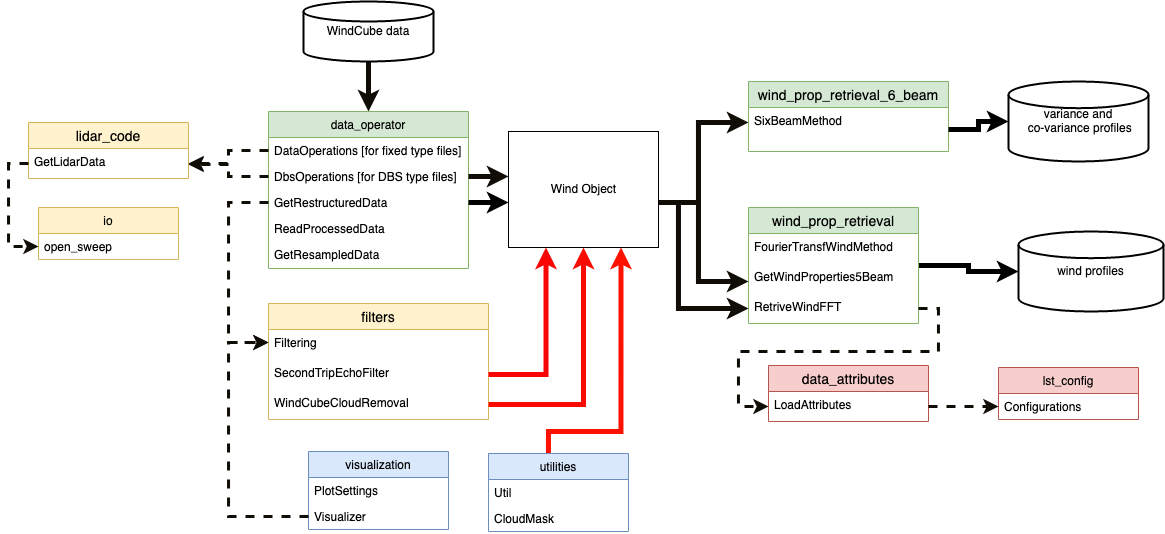 WindCube data
data_operator
DataOperations [for fixed type files]
DbsOperations [for DBS type files]
GetRestructuredData
ReadProcessedData
GetResampledData
lidar_code
GetLidarData
io
open_sweep
Wind Object
wind_prop_retrieval_6_beam
SixBeamMethod
variance and
co-variance profiles
wind_prop_retrieval
FourierTransfWindMethod
GetWindProperties5Beam
RetriveWindFFT
wind profiles
filters
Filtering
SecondTripEchoFilter
WindCubeCloudRemoval
data_attributes
LoadAttributes
lst_config
Configurations
visualization
PlotSettings
Visualizer
utilities
Util
CloudMask